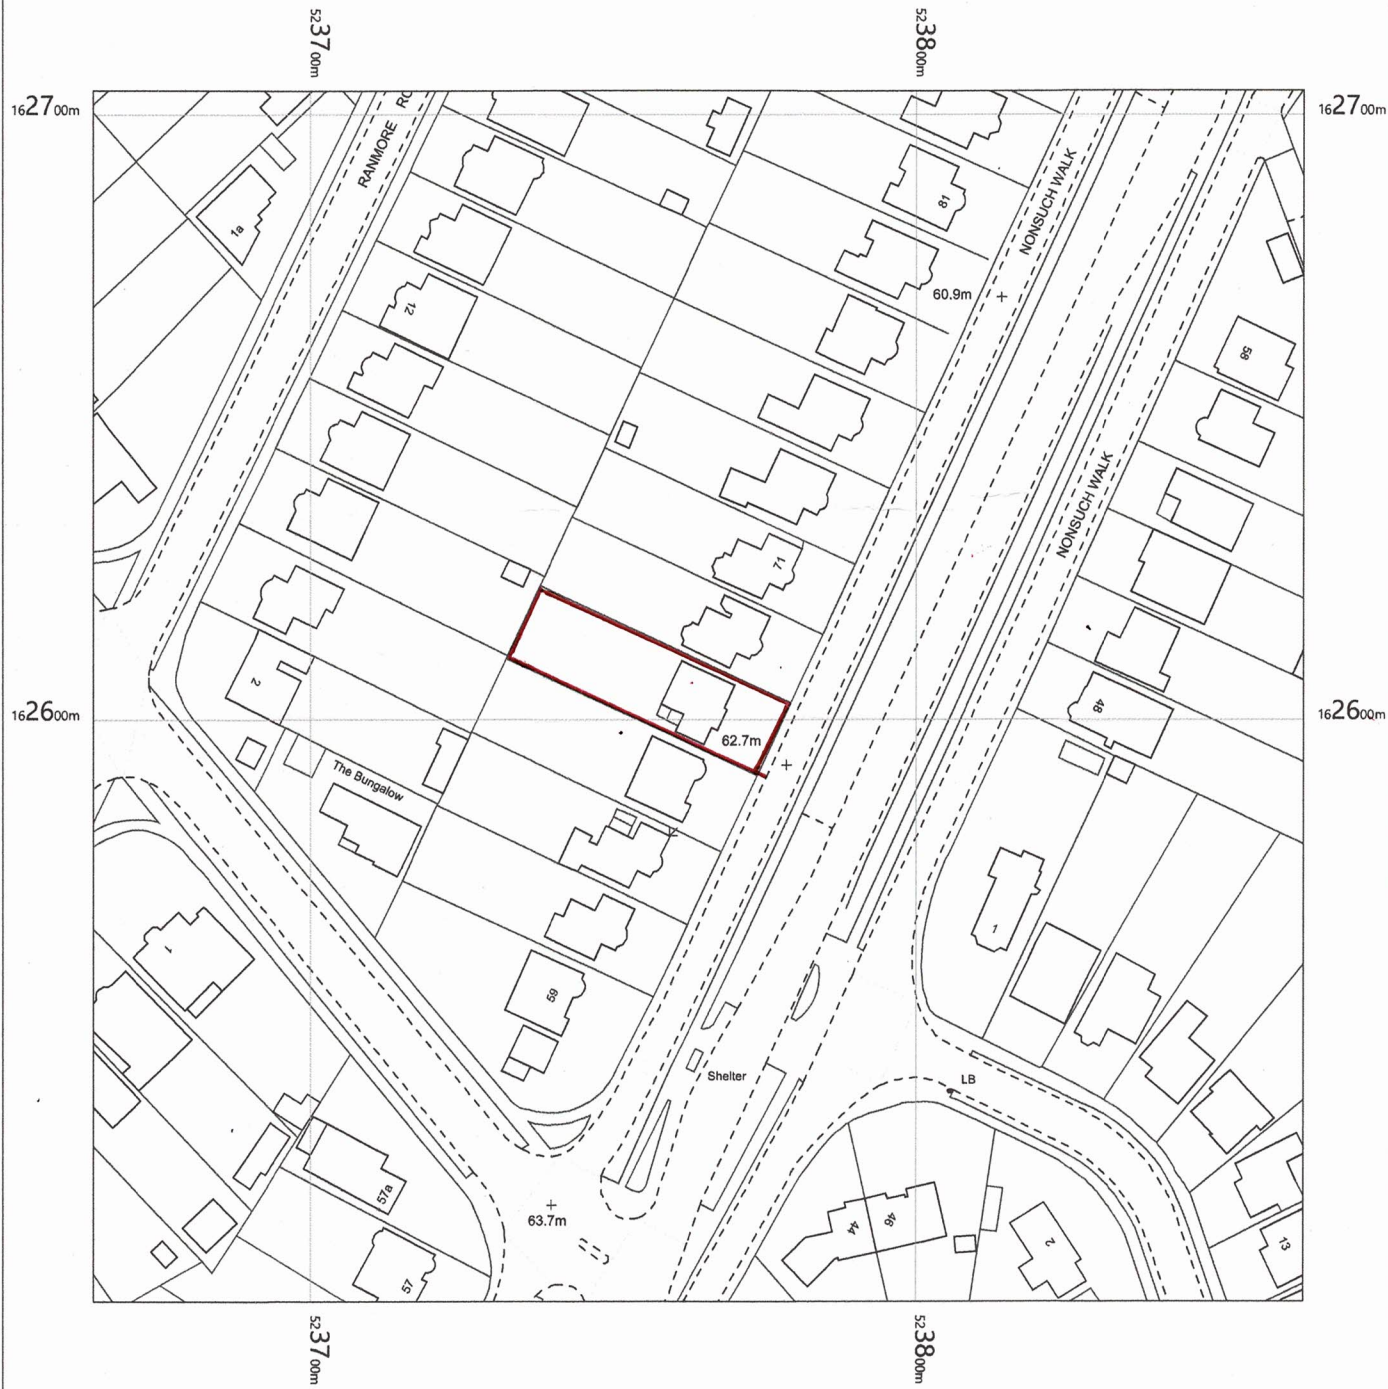 5237 00m
5238 00m
1627 00m
1627 00m
RANMORE RO
NONSUCH WALK
81
1a
60.9m
12
58
NONSUCH WALK
71
2
48
1626 00m
1626 00m
62.7m
The Bungalow
1
1
59
Shelter
LB
57a
63.7m
44
46
2
13
57
5237 00m
5238 00m